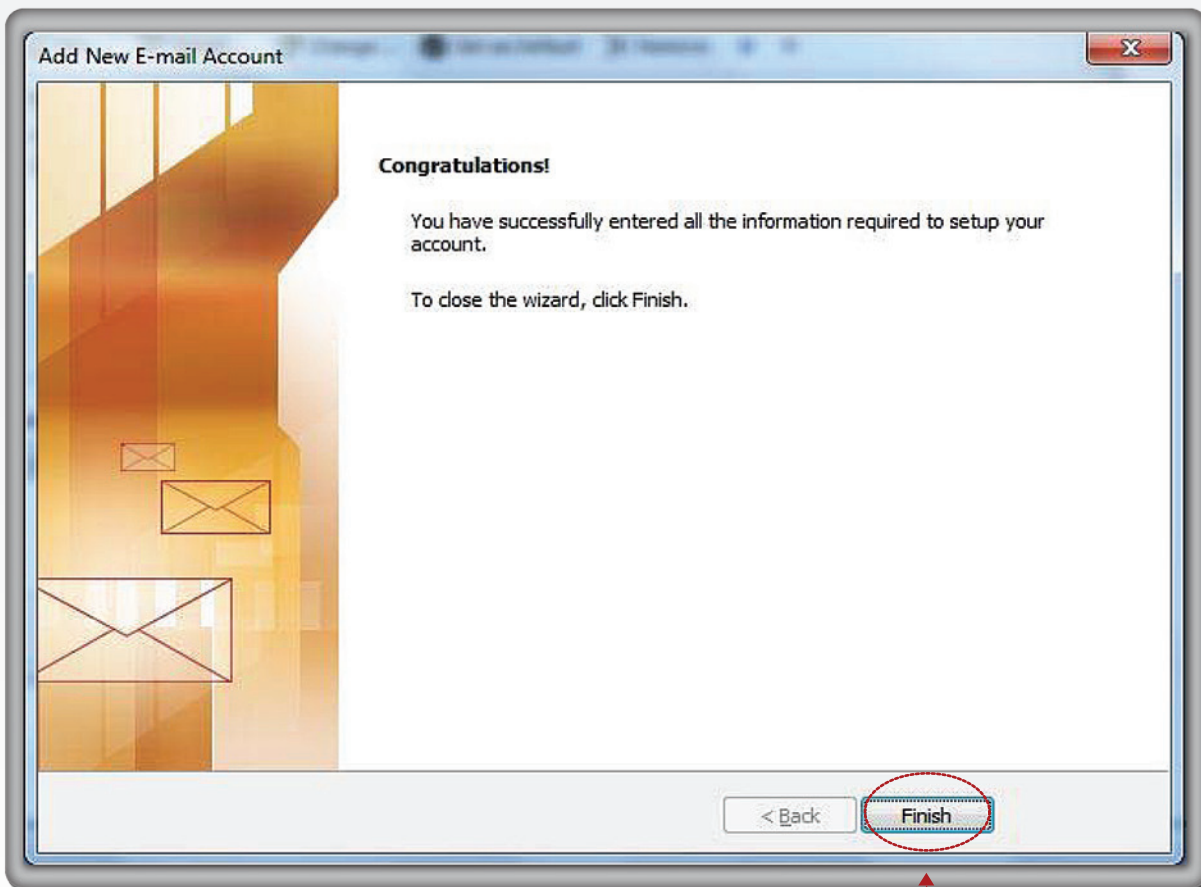 Add New E-mail Account
Congratulations!
You have successfully entered all the information required to setup your
account.
To close the wizard, click Finish.
< Back
Finish